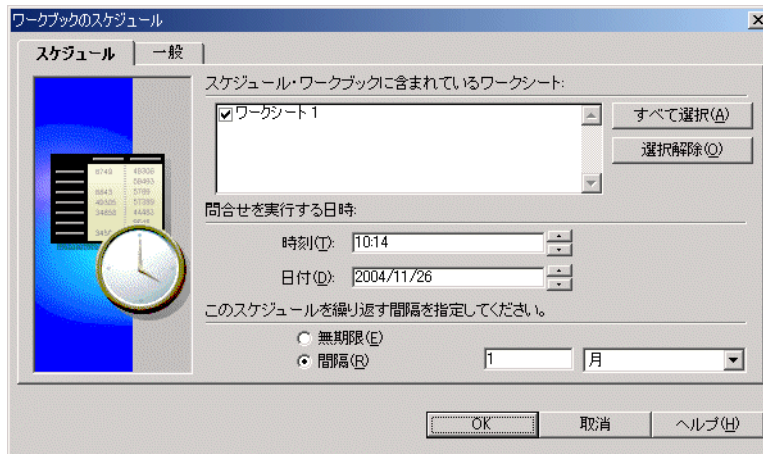 ワークブックのスケジュール
スケジュール 一般
スケジュール・ワークブックに含まれているワークシート:
ワークシート 1
すべて選択(A)
選択解除(O)
問合せを実行する日時:
時刻(T): 10:14
日付(D): 2004/11/26
このスケジュールを繰り返す間隔を指定してください。
無期限(E)
間隔(R) 1 月
OK 取消 ヘルプ(H)